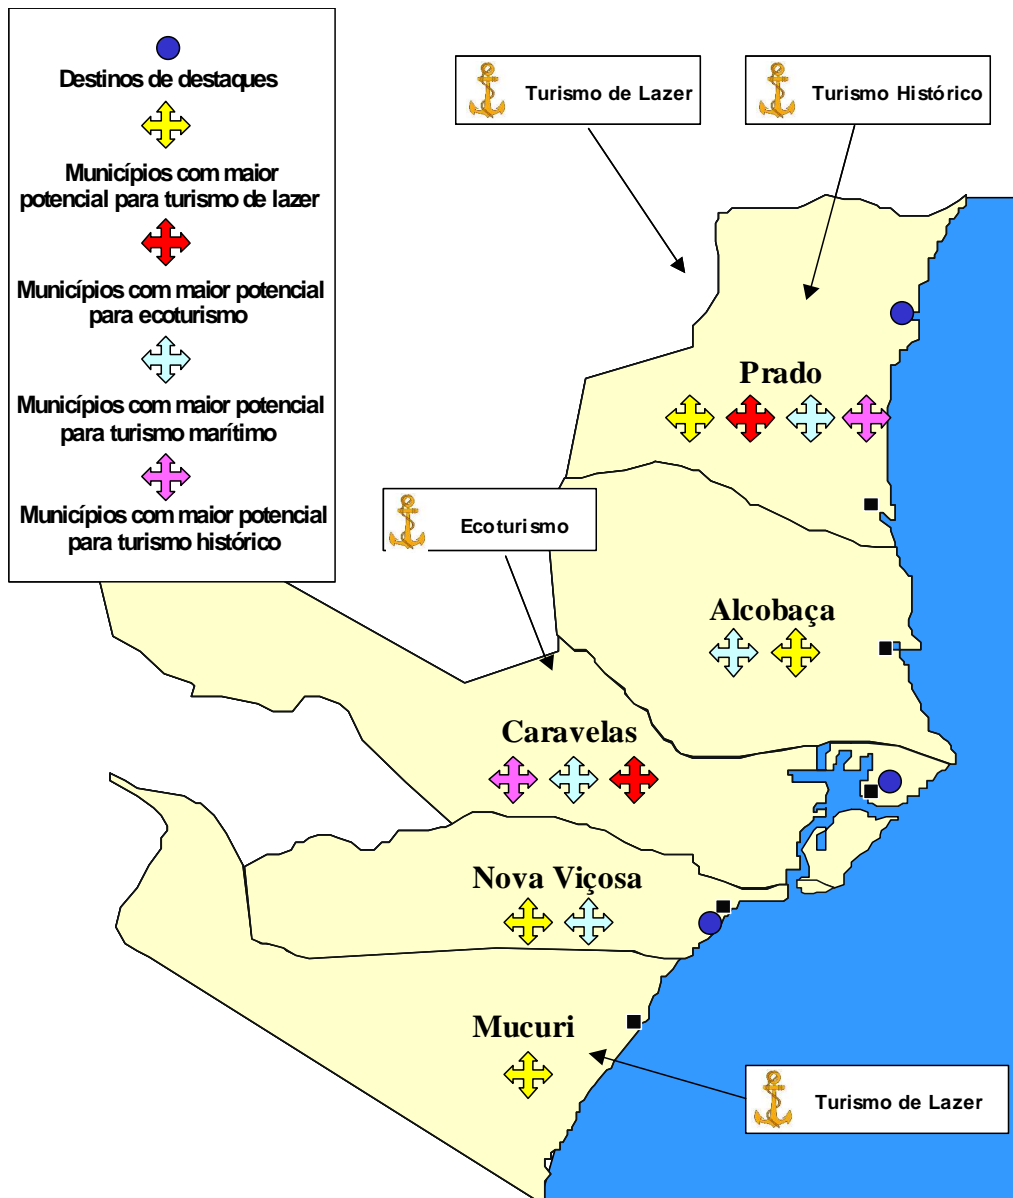 Destinos de destaques
Municípios com maior
potencial para turismo de lazer
Municípios com maior potencial
para ecoturismo
Municípios com maior potencial
para turismo marítimo
Municípios com maior potencial
para turismo histórico
Turismo de Lazer
Turismo Histórico
Prado
Ecoturismo
Alcobaça
Caravelas
Nova Viçosa
Mucuri
Turismo de Lazer